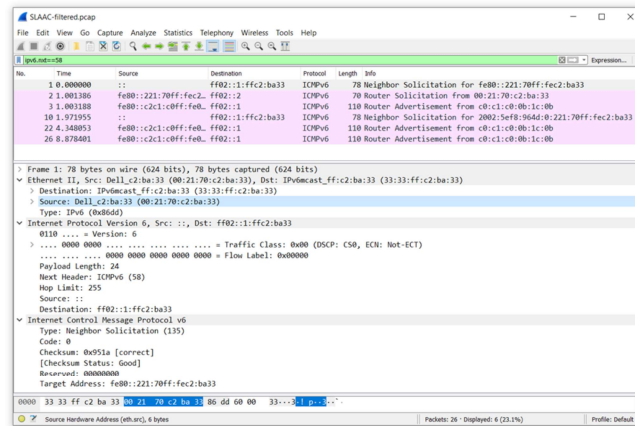 SLAAC-filtered.pcap
File Edit View Go Capture Analyze Statistics Telephony Wireless Tools Help
ipv6.nxt==58 Expression...
No. Time Source Destination Protocol Length Info
1 0.000000 :: ff02::1:ffc2:ba33 ICMPv6 78 Neighbor Solicitation for fe80::221:70ff:fec2:ba33
2 1.001386 fe80::221:70ff:fec2… ff02::2 ICMPv6 70 Router Solicitation from 00:21:70:c2:ba:33
3 1.003188 fe80::c2c1:c0ff:fe0… ff02::1 ICMPv6 110 Router Advertisement from c0:c1:c0:0b:1c:0b
10 1.971955 :: ff02::1:ffc2:ba33 ICMPv6 78 Neighbor Solicitation for 2002:5ef8:964d:0:221:70ff:fec2:ba33
22 4.348053 fe80::c2c1:c0ff:fe0… ff02::1 ICMPv6 110 Router Advertisement from c0:c1:c0:0b:1c:0b
26 8.878401 fe80::c2c1:c0ff:fe0… ff02::1 ICMPv6 110 Router Advertisement from c0:c1:c0:0b:1c:0b
Frame 1: 78 bytes on wire (624 bits), 78 bytes captured (624 bits)
Ethernet II, Src: Dell_c2:ba:33 (00:21:70:c2:ba:33), Dst: IPv6mcast_ff:c2:ba:33 (33:33:ff:c2:ba:33)
Destination: IPv6mcast_ff:c2:ba:33 (33:33:ff:c2:ba:33)
Source: Dell_c2:ba:33 (00:21:70:c2:ba:33)
Type: IPv6 (0x86dd)
Internet Protocol Version 6, Src: ::, Dst: ff02::1:ffc2:ba33
0110 .... = Version: 6
.... 0000 0000 .... .... .... .... .... = Traffic Class: 0x00 (DSCP: CS0, ECN: Not-ECT)
.... .... .... 0000 0000 0000 0000 0000 = Flow Label: 0x00000
Payload Length: 24
Next Header: ICMPv6 (58)
Hop Limit: 255
Source: ::
Destination: ff02::1:ffc2:ba33
Internet Control Message Protocol v6
Type: Neighbor Solicitation (135)
Code: 0
Checksum: 0x951a [correct]
[Checksum Status: Good]
Reserved: 00000000
Target Address: fe80::221:70ff:fec2:ba33
0000 33 33 ff c2 ba 33 00 21 70 c2 ba 33 86 dd 60 00 33···3·! p··3··`·
Source Hardware Address (eth.src), 6 bytes Packets: 26 · Displayed: 6 (23.1%) Profile: Default